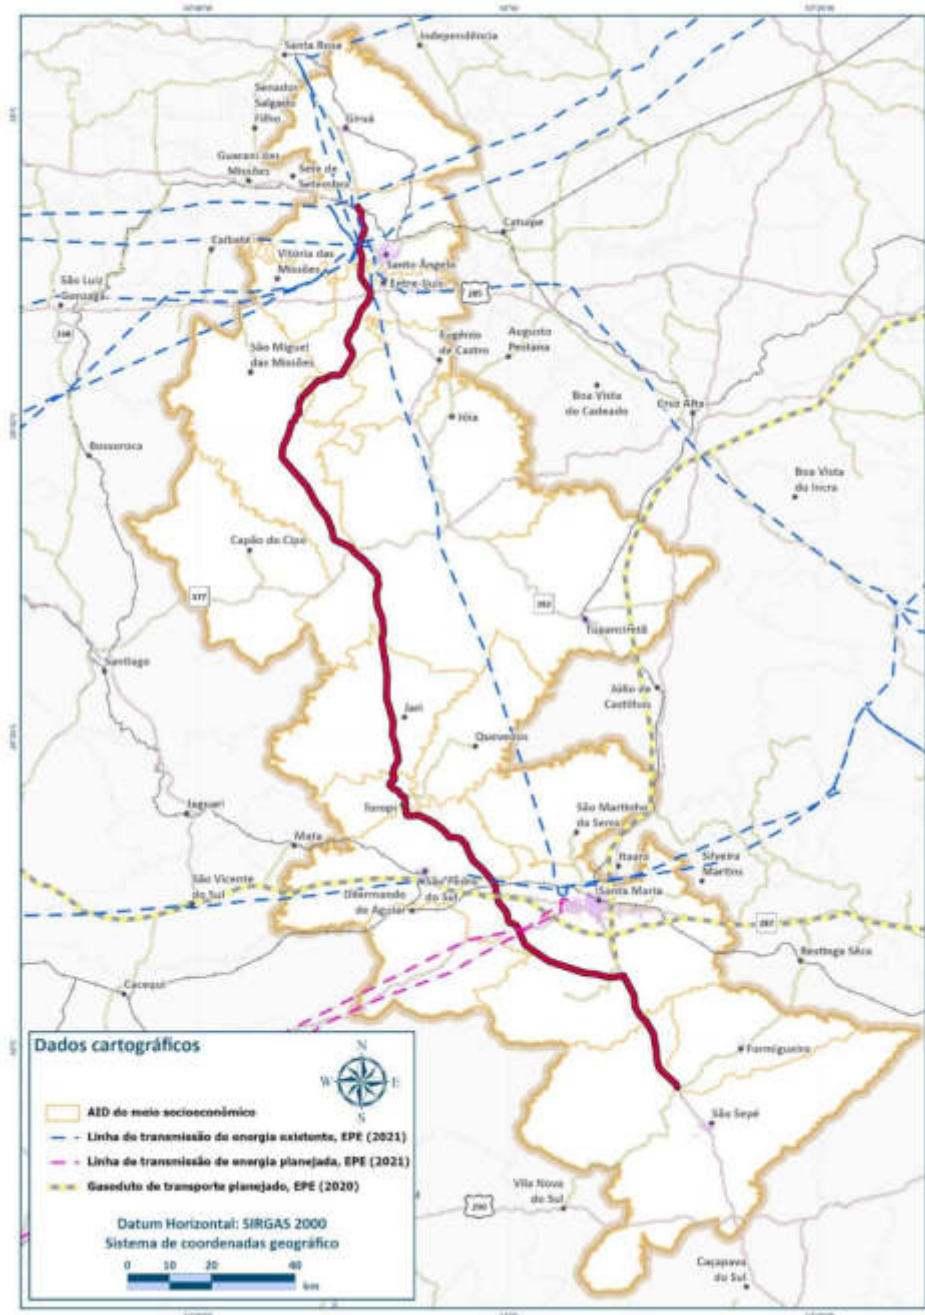 Santa Rosa
Independência
Senador
Salgado
Filho
Giruá
Guarani das
Missões
Sete de
Setembro
Catuípe
Caibaté
Vitória das
Missões
Santo Ângelo
Entre-Ijuís
São Luiz
Gonzaga
285
168
São Miguel
das Missões
Eugênio
de Castro
Augusto
Pestana
Boa Vista
do Cadeado
Cruz Alta
Jóia
Bossoroca
Boa Vista
do Incra
Capão do Cipó
377
392
Tupanciretã
Santiago
Júlio de
Castilhos
Jari
Quevedos
Jaguari
Toropi
São Martinho
da Serra
Mata
Itaara
Silveira
Martins
São Vicente
do Sul
São Pedro
do Sul
Dilermando
de Aguiar
Santa Maria
287
Restinga Sêca
Cacequi
Formigueiro
São Sepé
Vila Nova
do Sul
290
Caçapava
do Sul
Dados cartográficos
N
W E
S
AID do meio socioeconômico
Linha de transmissão de energia existente, EPE (2021)
Linha de transmissão de energia planejada, EPE (2021)
Gasoduto de transporte planejado, EPE (2020)
Datum Horizontal: SIRGAS 2000
Sistema de coordenadas geográfico
0 10 20 40
km